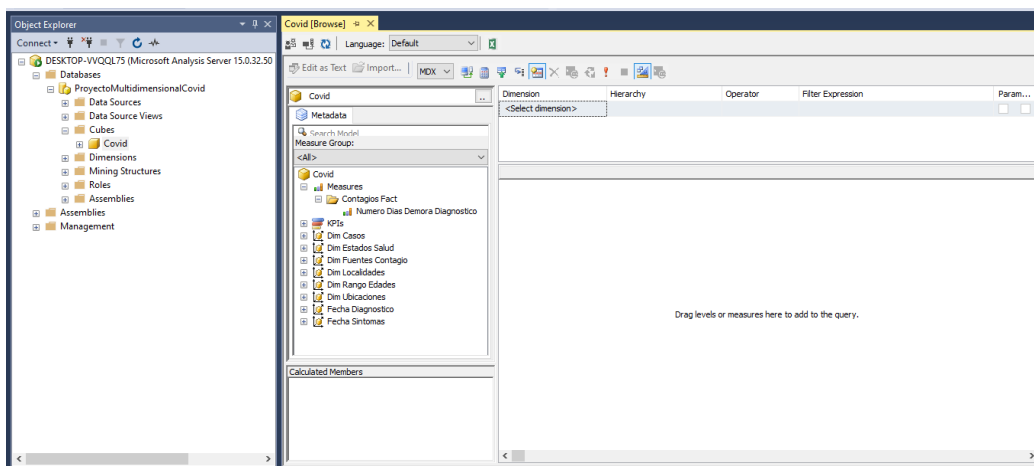 Object Explorer
Connect
DESKTOP-VVQQL75 (Microsoft Analysis Server 15.0.32.50
Databases
ProyectoMultidimensionalCovid
Data Sources
Data Source Views
Cubes
Covid
Dimensions
Mining Structures
Roles
Assemblies
Assemblies
Management
Covid [Browse]
Language: Default
Edit as Text Import... MDX
Covid ..
Metadata
Search Model
Measure Group:
<All>
Covid
Measures
Contagios Fact
Numero Dias Demora Diagnostico
KPIs
Dim Casos
Dim Estados Salud
Dim Fuentes Contagio
Dim Localidades
Dim Rango Edades
Dim Ubicaciones
Fecha Diagnostico
Fecha Sintomas
Calculated Members
Dimension Hierarchy Operator Filter Expression Param...
<Select dimension>
Drag levels or measures here to add to the query.